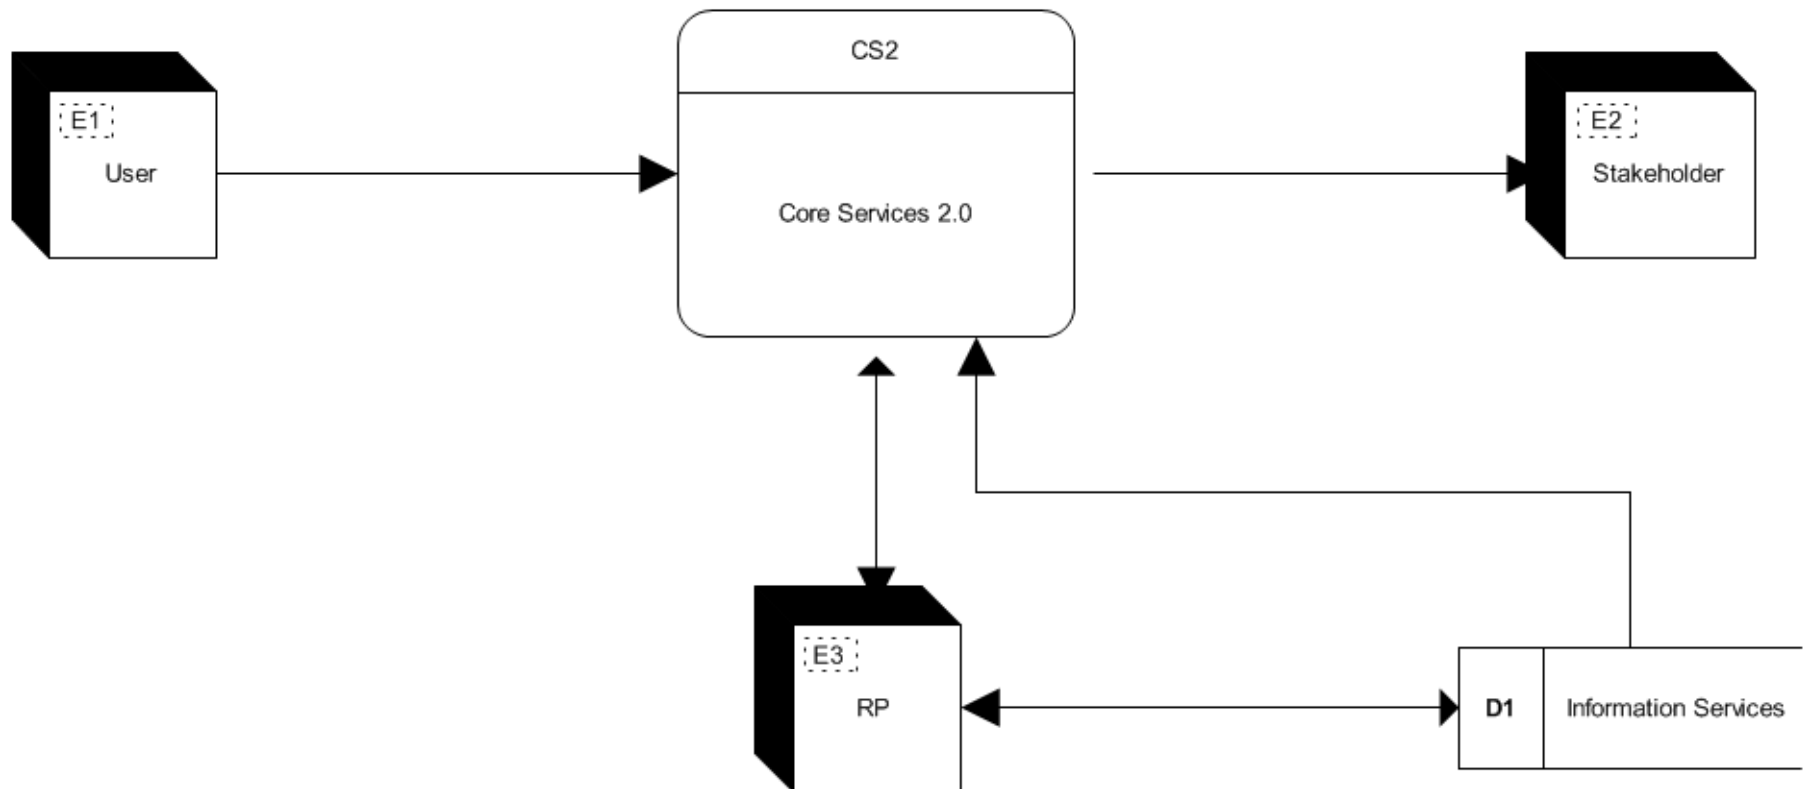 CS2
E1
User
Core Services 2.0
E2
Stakeholder
E3
RP
D1
Information Services